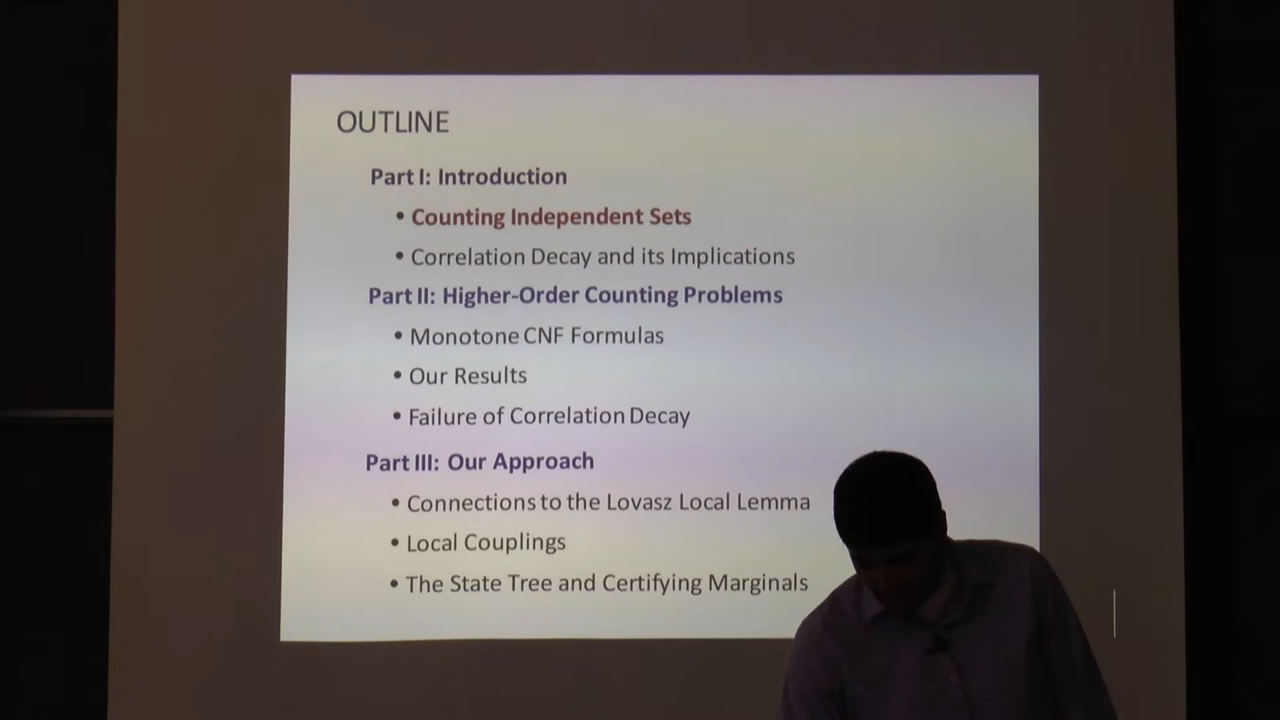 OUTLINE
Part I: Introduction
• Counting Independent Sets
• Correlation Decay and its Implications
Part II: Higher-Order Counting Problems
• Monotone CNF Formulas
• Our Results
• Failure of Correlation Decay
Part III: Our Approach
• Connections to the Lovasz Local Lemma
• Local Couplings
• The State Tree and Certifying Marginals